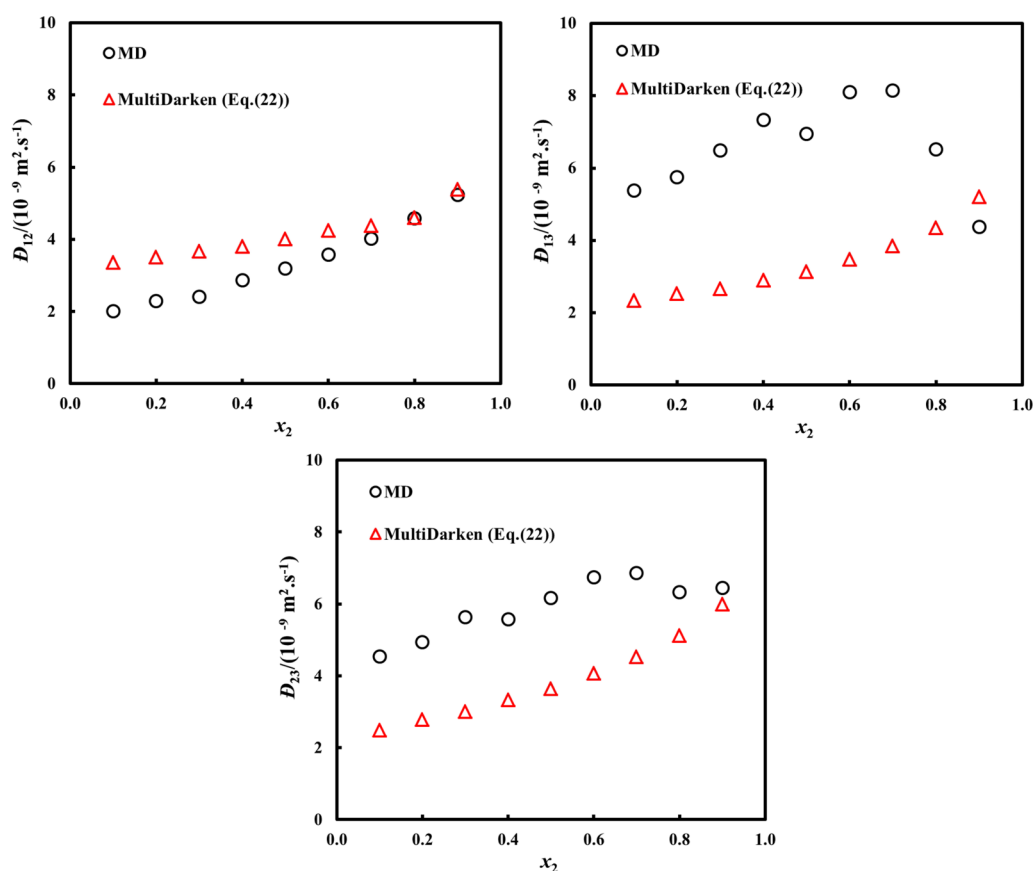 10
8
6
4
2
0
Đ₁₂/(10 ⁻⁹ m².s⁻¹)
MD
MultiDarken (Eq.(22))
0.0 0.2 0.4 0.6 0.8 1.0
x₂
10
8
6
4
2
0
Đ₁₃/(10 ⁻⁹ m².s⁻¹)
MD
MultiDarken (Eq.(22))
0.0 0.2 0.4 0.6 0.8 1.0
x₂
10
8
6
4
2
0
Đ₂₃/(10 ⁻⁹ m².s⁻¹)
MD
MultiDarken (Eq.(22))
0.0 0.2 0.4 0.6 0.8 1.0
x₂